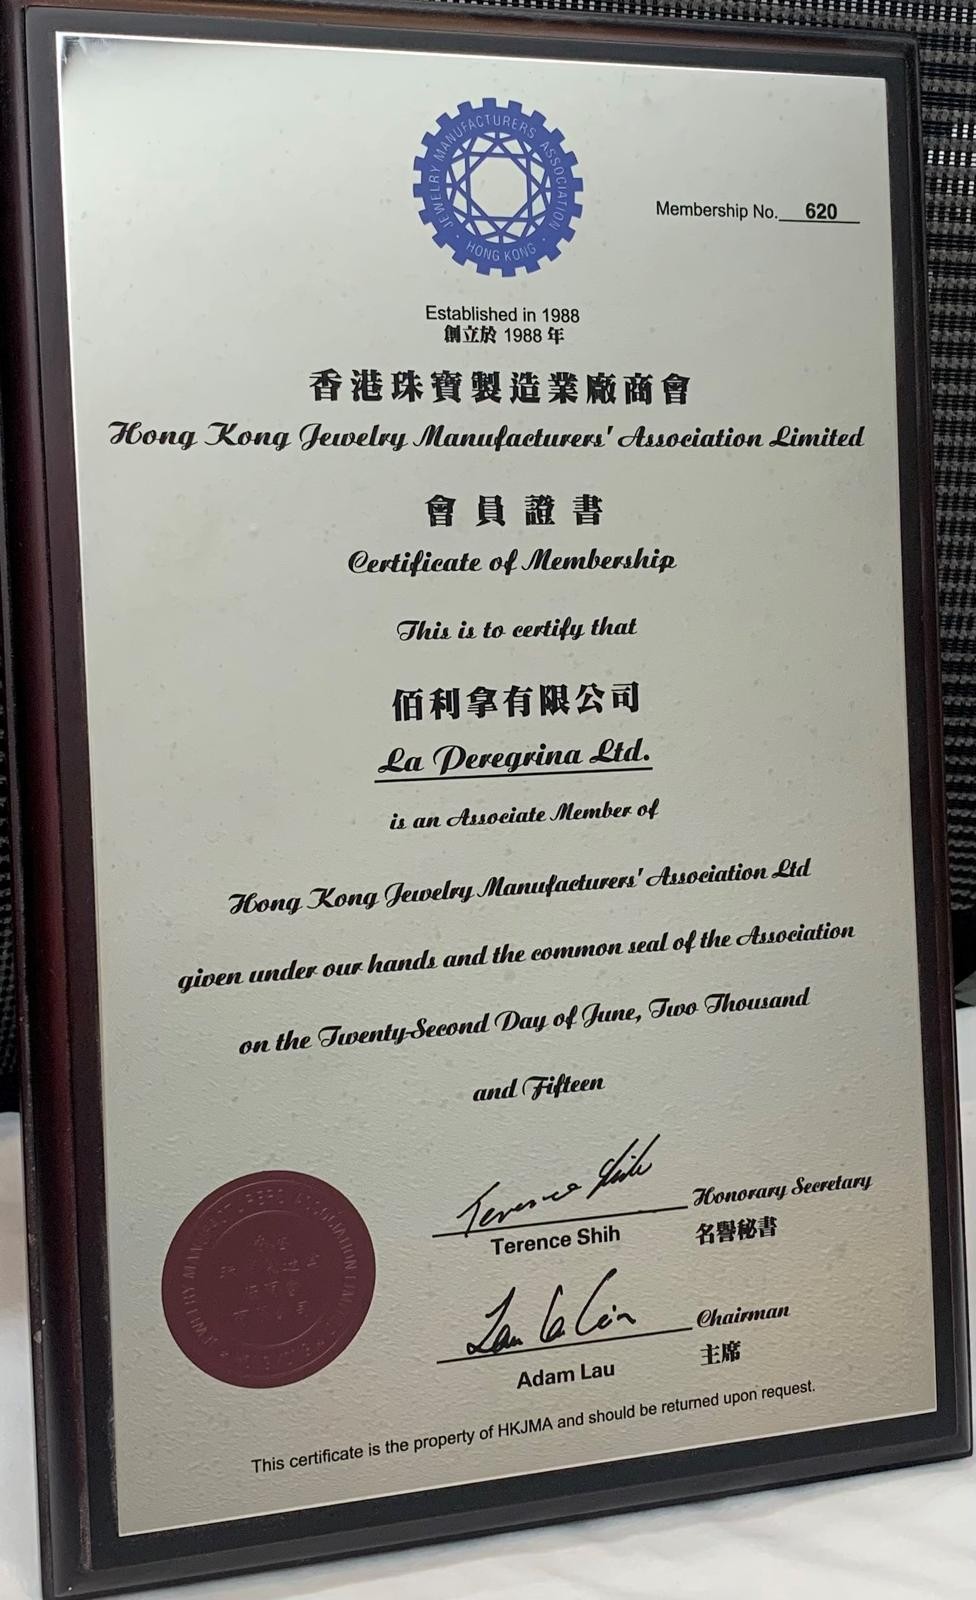 JEWELRY MANUFACTURERS' ASSOCIATION
· HONG KONG ·
Membership No. 620
Established in 1988
創立於 1988 年
香港珠寶製造業廠商會
Hong Kong Jewelry Manufacturers' Association Limited
會員證書
Certificate of Membership
This is to certify that
佰利拿有限公司
La Peregrina Ltd.
is an Associate Member of
Hong Kong Jewelry Manufacturers' Association Ltd
given under our hands and the common seal of the Association
on the Twenty-Second Day of June, Two Thousand
and Fifteen
Terence Shih
Honorary Secretary
Terence Shih
名譽秘書
Chairman
Adam Lau
主席
This certificate is the property of HKJMA and should be returned upon request.